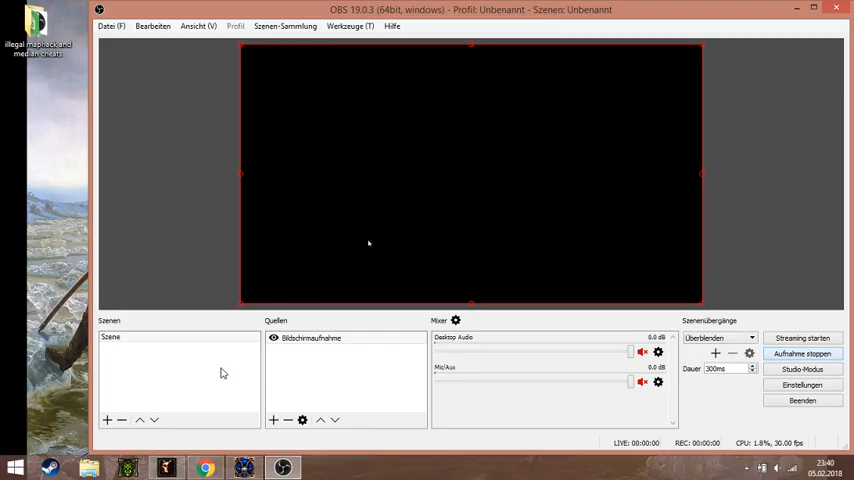 illegal maphack and
median cheats
OBS 19.0.3 (64bit, windows) - Profil: Unbenannt - Szenen: Unbenannt
Datei (F) Bearbeiten Ansicht (V) Profil Szenen-Sammlung Werkzeuge (T) Hilfe
Szenen Quellen Mixer Szenenübergänge
Szene Bildschirmaufnahme Desktop Audio 0.0 dB Überblenden Streaming starten
Aufnahme stoppen
Mic/Aux 0.0 dB Dauer 300ms Studio-Modus
Einstellungen
Beenden
LIVE: 00:00:00 REC: 00:00:00 CPU: 1.8%, 30.00 fps
23:40
05.02.2018